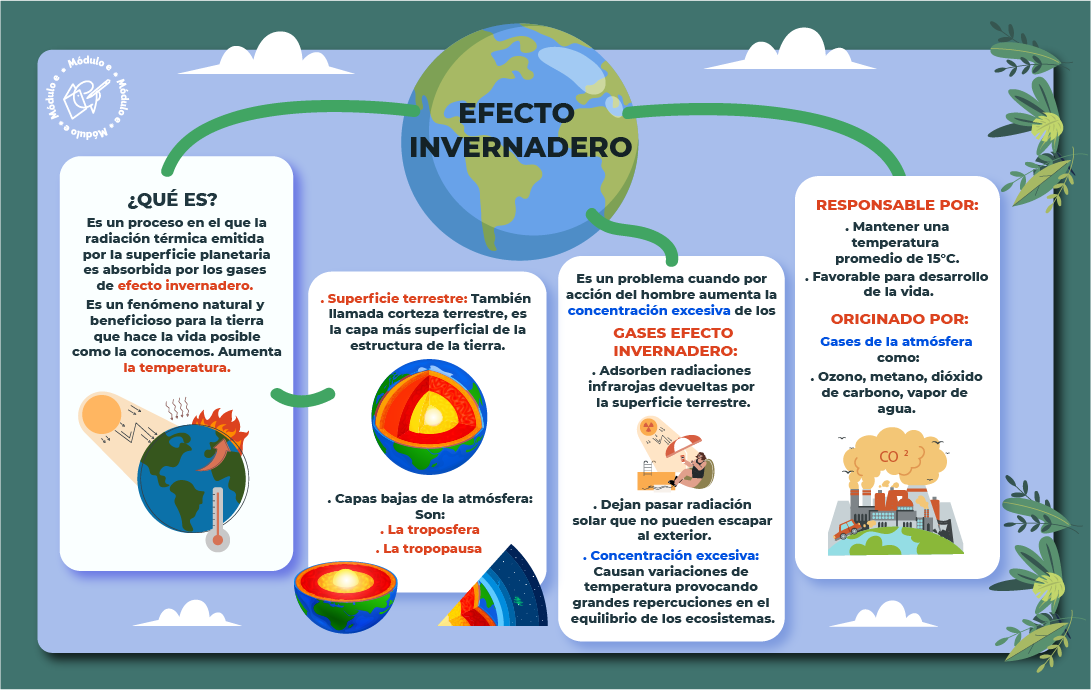 Módulo e • Módulo e • Módulo e • Módulo e •
EFECTO
INVERNADERO
¿QUÉ ES?
Es un proceso en el que la
radiación térmica emitida
por la superficie planetaria
es absorbida por los gases
de efecto invernadero.
Es un fenómeno natural y
beneficioso para la tierra
que hace la vida posible
como la conocemos. Aumenta
la temperatura.
. Superficie terrestre: También
llamada corteza terrestre, es
la capa más superficial de la
estructura de la tierra.
. Capas bajas de la atmósfera:
Son:
. La troposfera
. La tropopausa
Es un problema cuando por
acción del hombre aumenta la
concentración excesiva de los
GASES EFECTO
INVERNADERO:
. Adsorben radiaciones
infrarojas devueltas por
la superficie terrestre.
. Dejan pasar radiación
solar que no pueden escapar
al exterior.
. Concentración excesiva:
Causan variaciones de
temperatura provocando
grandes repercuciones en el
equilibrio de los ecosistemas.
RESPONSABLE POR:
. Mantener una
temperatura
promedio de 15°C.
. Favorable para desarrollo
de la vida.
ORIGINADO POR:
Gases de la atmósfera
como:
. Ozono, metano, dióxido
de carbono, vapor de
agua.
CO 2